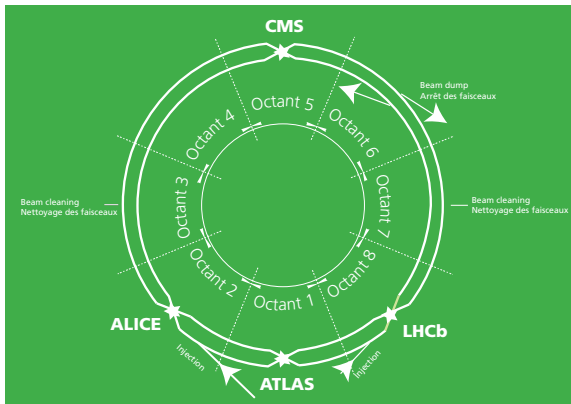 CMS
Beam dump
Arrêt des faisceaux
Octant 5
Octant 4
Octant 6
Octant 3
Octant 7
Beam cleaning
Nettoyage des faisceaux
Beam cleaning
Nettoyage des faisceaux
Octant 2
Octant 8
Octant 1
ALICE
LHCb
Injection
Injection
ATLAS